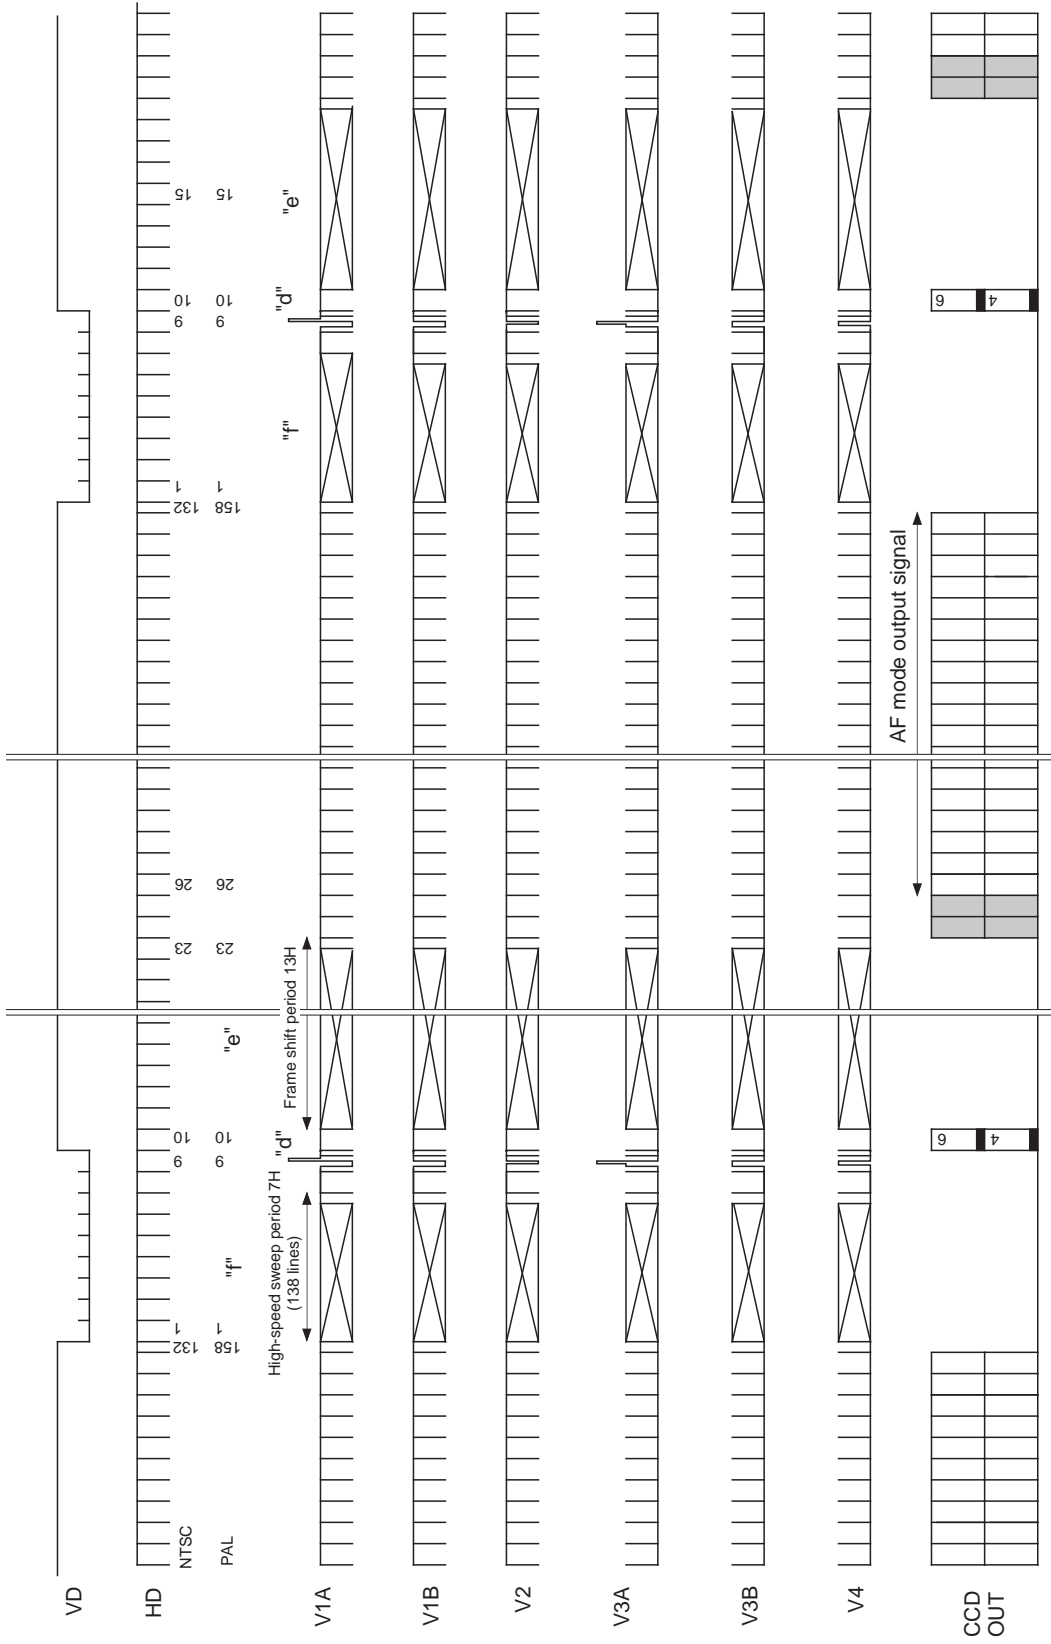 VD
HD
NTSC 132 1 9 10 23 26 132 1 9 10 15
PAL 158 1 9 10 23 26 158 1 9 10 15
"f" "d" "e" "f" "d" "e"
High-speed sweep period 7H
(138 lines)
Frame shift period 13H
V1A
V1B
V2
V3A
V3B
V4
AF mode output signal
CCD
OUT
6 6
4 4